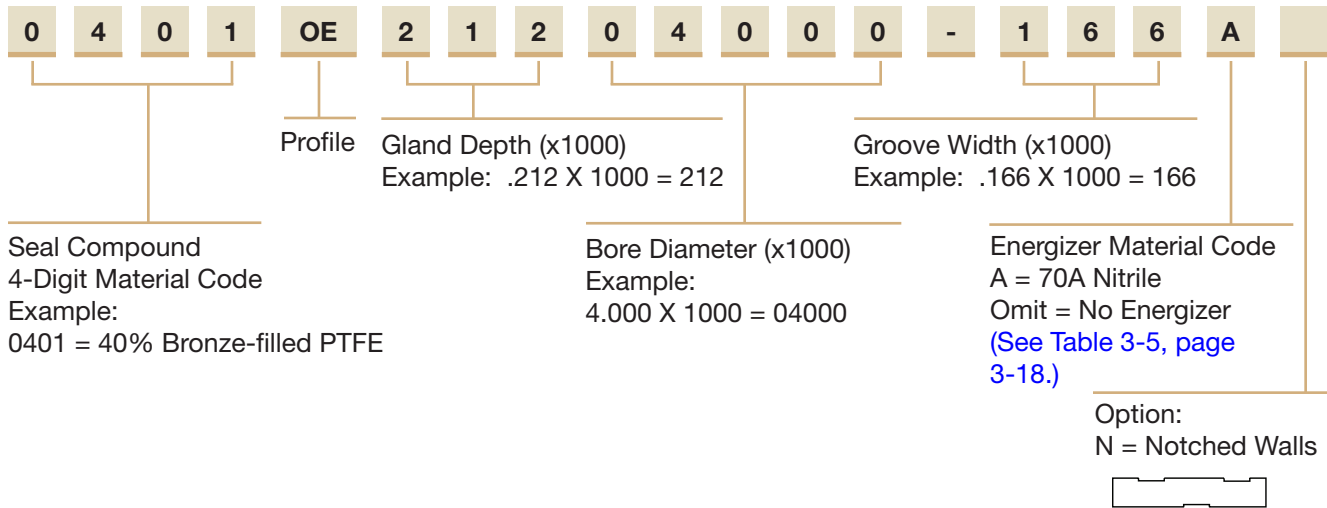 0 4 0 1 OE 2 1 2 0 4 0 0 0 - 1 6 6 A
Profile
Gland Depth (x1000)
Example: .212 X 1000 = 212
Groove Width (x1000)
Example: .166 X 1000 = 166
Seal Compound
4-Digit Material Code
Example:
0401 = 40% Bronze-filled PTFE
Bore Diameter (x1000)
Example:
4.000 X 1000 = 04000
Energizer Material Code
A = 70A Nitrile
Omit = No Energizer
(See Table 3-5, page
3-18.)
Option:
N = Notched Walls